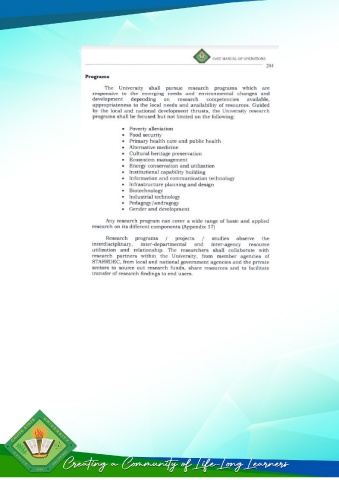 CvSU MANUAL OF OPERATIONS
244
Programs
The University shall pursue research programs which are
responsive to the emerging needs and environmental changes and
development depending on research competencies available,
appropriateness to the local needs and availability of resources. Guided
by the local and national development thrusts, the University research
programs shall be focused but not limited on the following:
• Poverty alleviation
• Food security
• Primary health care and public health
• Alternative medicine
• Cultural heritage preservation
• Ecosystem management
• Energy conservation and utilization
• Institutional capability building
• Information and communication technology
• Infrastructure planning and design
• Biotechnology
• Industrial technology
• Pedagogy/andragogy
• Gender and development
Any research program can cover a wide range of basic and applied
research on its different components (Appendix 17)
Research programs / projects / studies observe the
interdisciplinary, inter-departmental and inter-agency resource
utilization and relationship. The researchers shall collaborate with
research partners within the University, from member agencies of
STAARRDEC, from local and national government agencies and the private
sectors to source out research funds, share resources and to facilitate
transfer of research findings to end users.
Creating a Community of Life-Long Learners